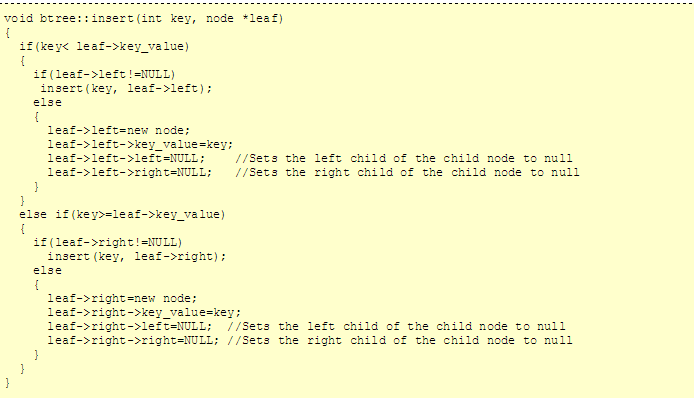 void btree::insert(int key, node *leaf)
{
  if(key< leaf->key_value)
  {
    if(leaf->left!=NULL)
     insert(key, leaf->left);
    else
    {
      leaf->left=new node;
      leaf->left->key_value=key;
      leaf->left->left=NULL;    //Sets the left child of the child node to null
      leaf->left->right=NULL;   //Sets the right child of the child node to null
    }
  }
  else if(key>=leaf->key_value)
  {
    if(leaf->right!=NULL)
      insert(key, leaf->right);
    else
    {
      leaf->right=new node;
      leaf->right->key_value=key;
      leaf->right->left=NULL;  //Sets the left child of the child node to null
      leaf->right->right=NULL; //Sets the right child of the child node to null
    }
  }
}